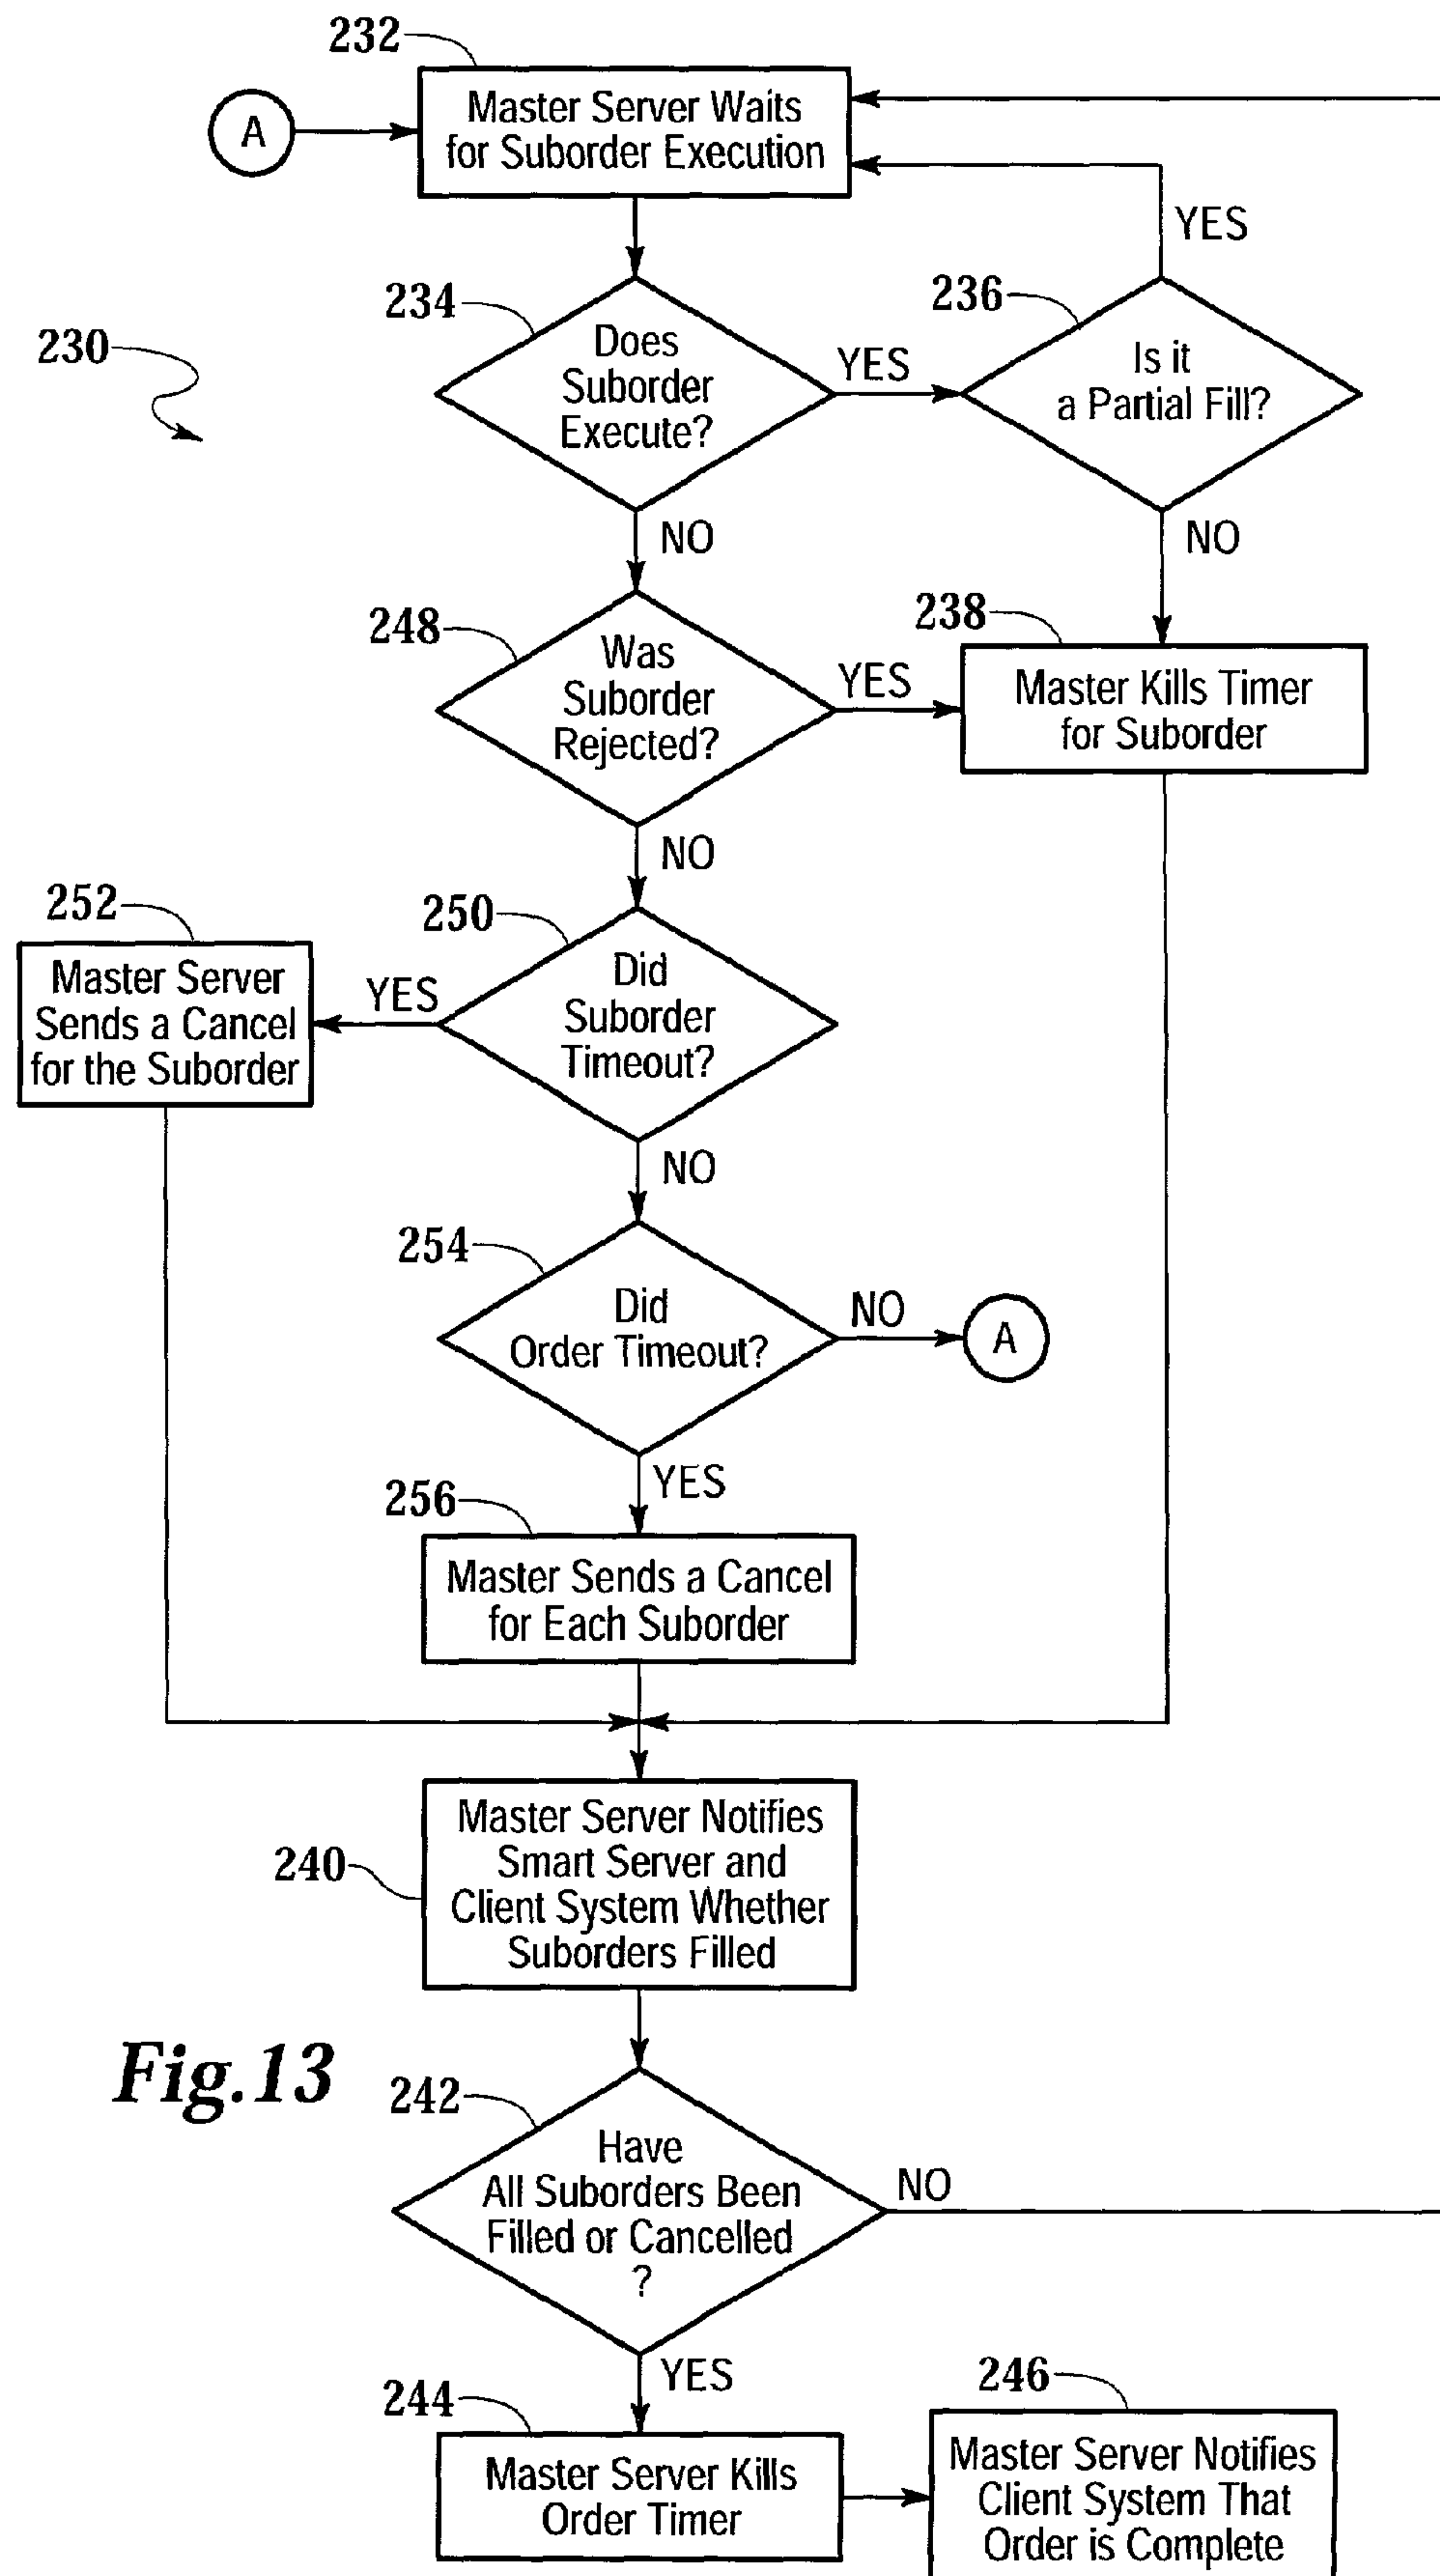 232
Master Server Waits
for Suborder Execution
A
YES
234
236
230
Does
Suborder
Execute?
YES
Is it
a Partial Fill?
NO
NO
248
238
Was
Suborder
Rejected?
YES
Master Kills Timer
for Suborder
NO
252
250
Master Server
Sends a Cancel
for the Suborder
YES
Did
Suborder
Timeout?
NO
254
Did
Order Timeout?
NO
A
YES
256
Master Sends a Cancel
for Each Suborder
240
Master Server Notifies
Smart Server and
Client System Whether
Suborders Filled
Fig.13
242
Have
All Suborders Been
Filled or Cancelled
?
NO
YES
244
246
Master Server Kills
Order Timer
Master Server Notifies
Client System That
Order is Complete